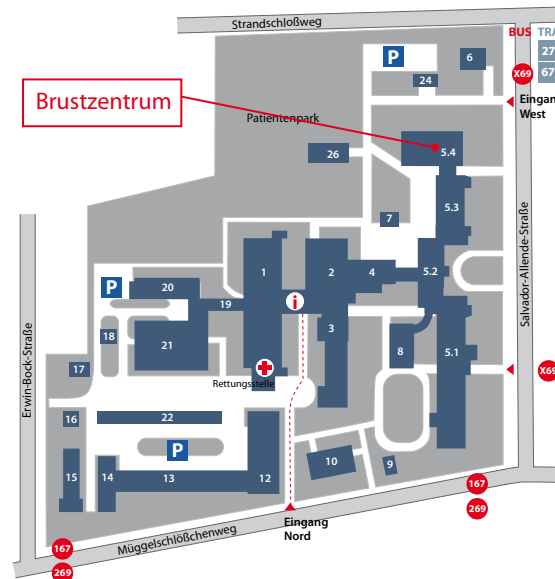 Strandschloßweg
BUS TRA
27
67
X69
P
6
24
Eingan
West
Brustzentrum
Patientenpark
26
5.4
5.3
7
1
2
4
5.2
P
20
19
i
3
18
21
8
5.1
17
Rettungsstelle
X69
Erwin-Bock-Straße
Salvador-Allende-Straße
16
22
P
15
14
13
12
10
9
Eingang
Nord
Müggelschlößchenweg
167
269
167
269